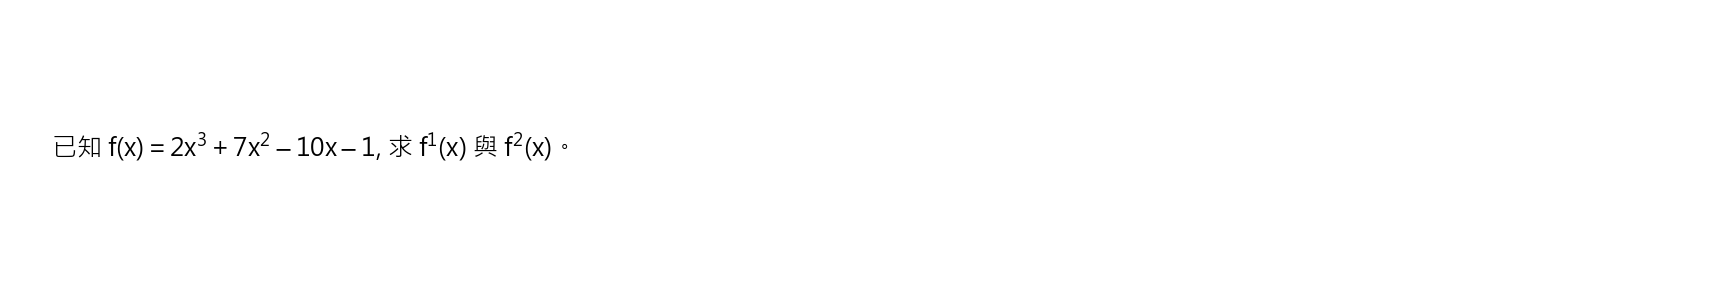 已知 f(x) = 2x³ + 7x² – 10x – 1, 求 f¹(x) 與 f²(x)。